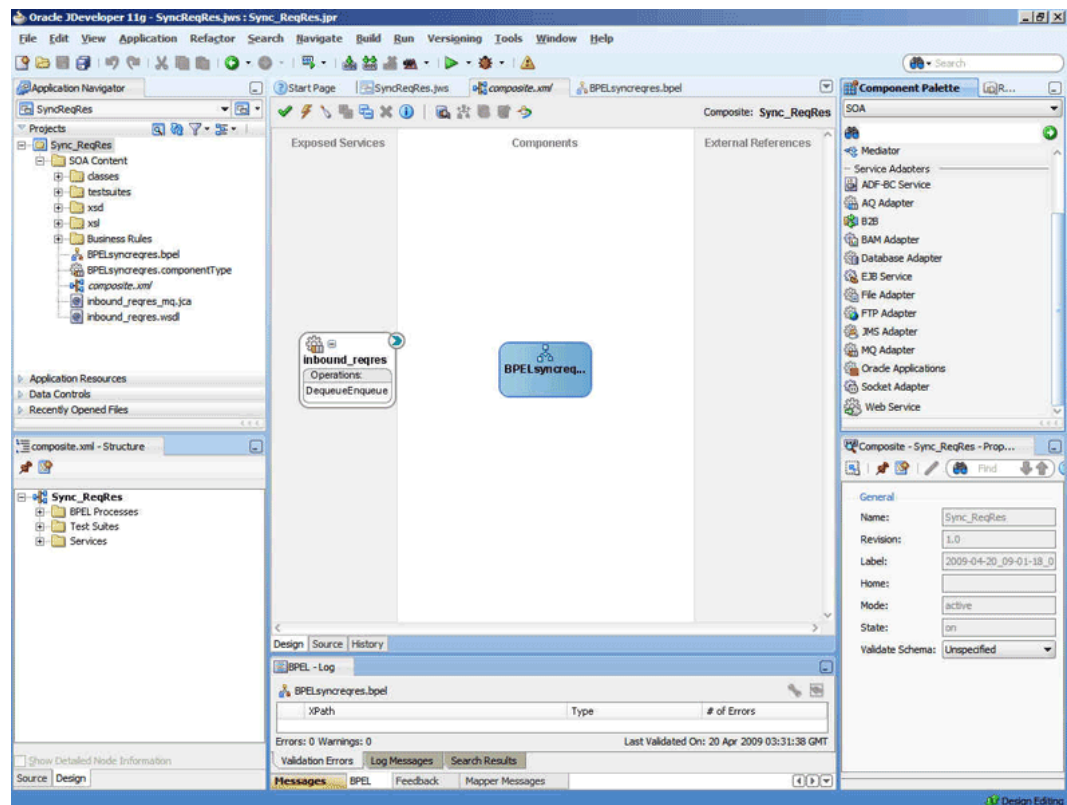 Oracle JDeveloper 11g - SyncReqRes.jws : Sync_ReqRes.jpr
File Edit View Application Refactor Search Navigate Build Run Versioning Tools Window Help
Search
Application Navigator
SyncReqRes
Projects
Sync_ReqRes
SOA Content
classes
testsuites
xsd
xsl
Business Rules
BPELsyncreqres.bpel
BPELsyncreqres.componentType
composite.xml
inbound_reqres_mq.jca
inbound_reqres.wsdl
Application Resources
Data Controls
Recently Opened Files
composite.xml - Structure
Sync_ReqRes
BPEL Processes
Test Suites
Services
Show Detailed Node Information
Source Design
Start Page SyncReqRes.jws composite.xml BPELsyncreqres.bpel
Composite: Sync_ReqRes
Exposed Services Components External References
inbound_reqres
Operations:
DequeueEnqueue
BPELsyncreq...
Design Source History
BPEL - Log
BPELsyncreqres.bpel
XPath Type # of Errors
Errors: 0 Warnings: 0 Last Validated On: 20 Apr 2009 03:31:38 GMT
Validation Errors Log Messages Search Results
Messages BPEL Feedback Mapper Messages
Component Palette R...
SOA
Mediator
Service Adapters
ADF-BC Service
AQ Adapter
B2B
BAM Adapter
Database Adapter
EJB Service
File Adapter
FTP Adapter
JMS Adapter
MQ Adapter
Oracle Applications
Socket Adapter
Web Service
Composite - Sync_ReqRes - Prop...
Find
General
Name: Sync_ReqRes
Revision: 1.0
Label: 2009-04-20_09-01-18_0
Home:
Mode: active
State: on
Validate Schema: Unspecified
Design Editing